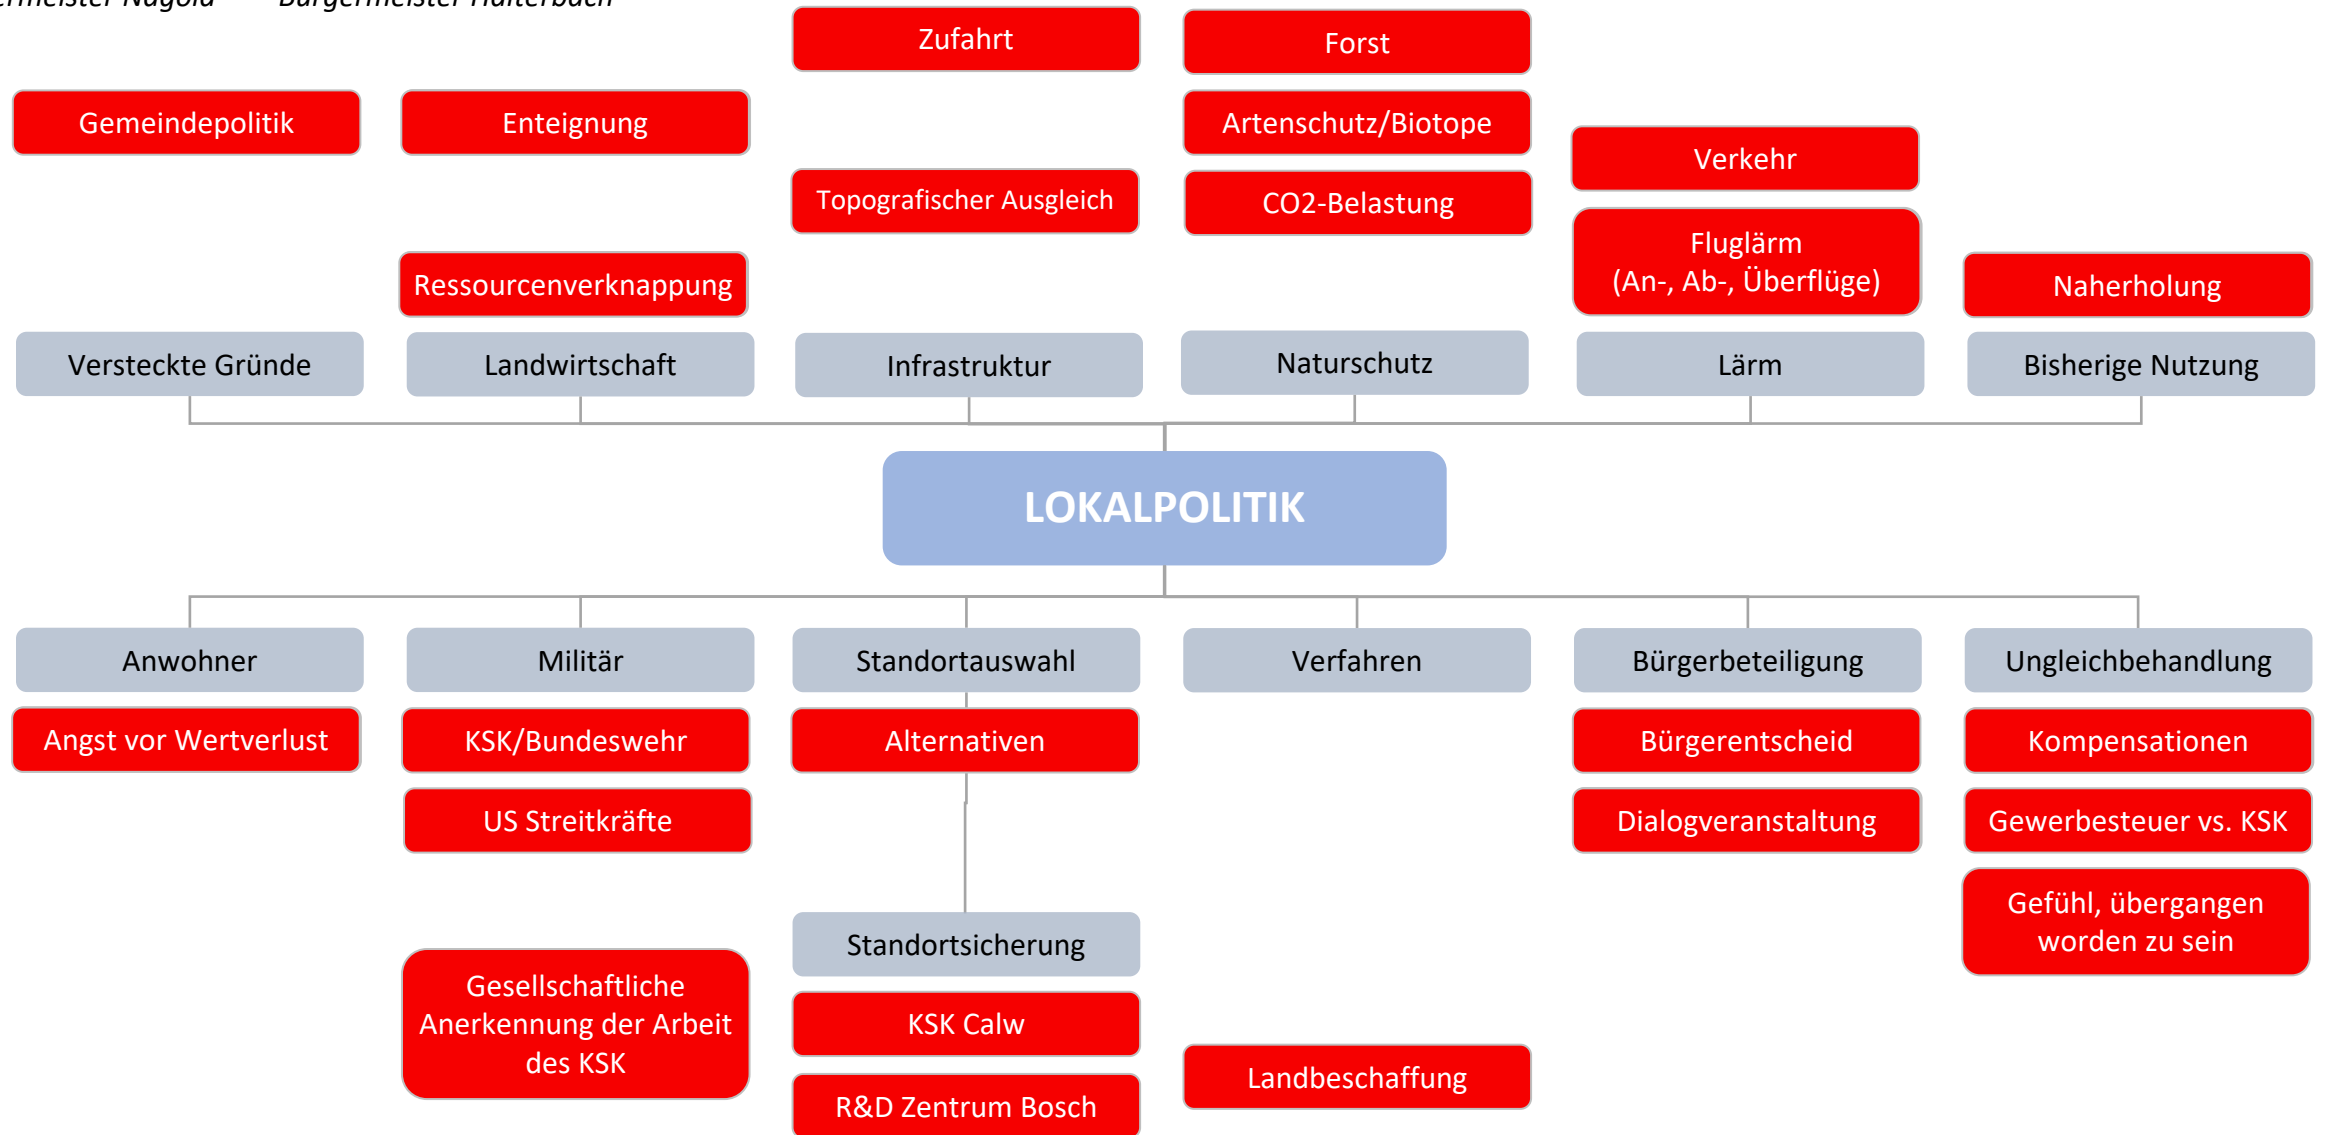 Zufahrt
Forst
Gemeindepolitik
Enteignung
Artenschutz/Biotope
Verkehr
Topografischer Ausgleich
CO2-Belastung
Fluglärm
(An-, Ab-, Überflüge)
Ressourcenverknappung
Naherholung
Versteckte Gründe
Landwirtschaft
Infrastruktur
Naturschutz
Lärm
Bisherige Nutzung
LOKALPOLITIK
Anwohner
Militär
Standortauswahl
Verfahren
Bürgerbeteiligung
Ungleichbehandlung
Angst vor Wertverlust
KSK/Bundeswehr
Alternativen
Bürgerentscheid
Kompensationen
US Streitkräfte
Dialogveranstaltung
Gewerbesteuer vs. KSK
Gefühl, übergangen
worden zu sein
Standortsicherung
Gesellschaftliche
Anerkennung der Arbeit
des KSK
KSK Calw
Landbeschaffung
R&D Zentrum Bosch